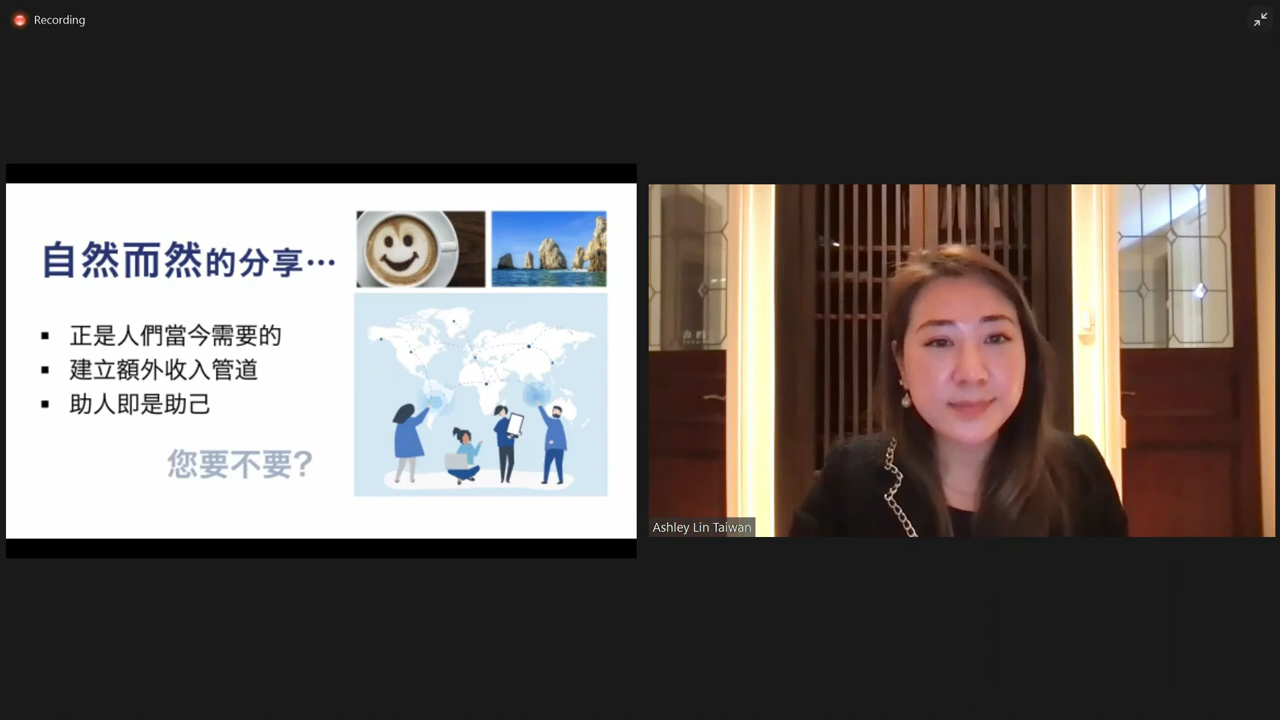 Recording
自然而然的分享…
正是人們當今需要的
建立額外收入管道
助人即是助己
您要不要?
Ashley Lin Taiwan